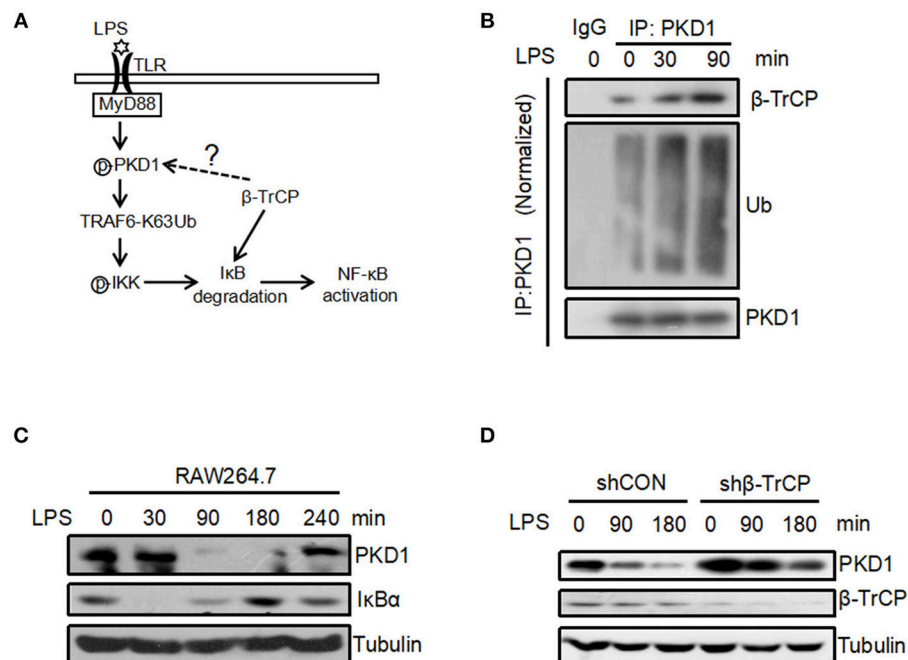 A
LPS
TLR
MyD88
p-PKD1
?
β-TrCP
TRAF6-K63Ub
p-IKK
IκB
degradation
NF-κB
activation
B
IgG IP: PKD1
LPS 0 0 30 90 min
IP:PKD1 (Normalized)
β-TrCP
Ub
PKD1
C
RAW264.7
LPS 0 30 90 180 240 min
PKD1
IκBα
Tubulin
D
shCON shβ-TrCP
LPS 0 90 180 0 90 180 min
PKD1
β-TrCP
Tubulin